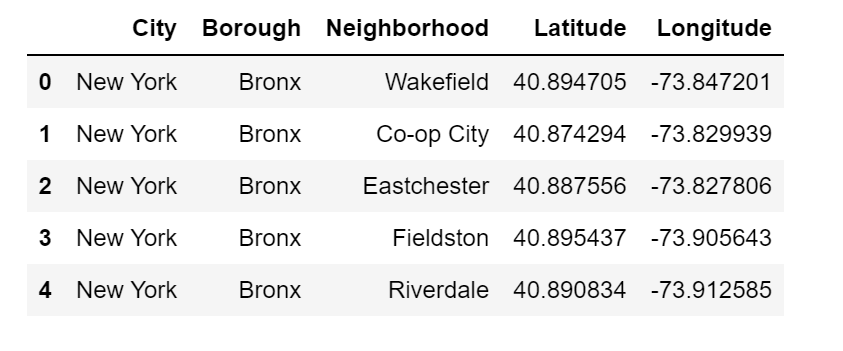 City Borough Neighborhood Latitude Longitude
0 New York Bronx Wakefield 40.894705 -73.847201
1 New York Bronx Co-op City 40.874294 -73.829939
2 New York Bronx Eastchester 40.887556 -73.827806
3 New York Bronx Fieldston 40.895437 -73.905643
4 New York Bronx Riverdale 40.890834 -73.912585